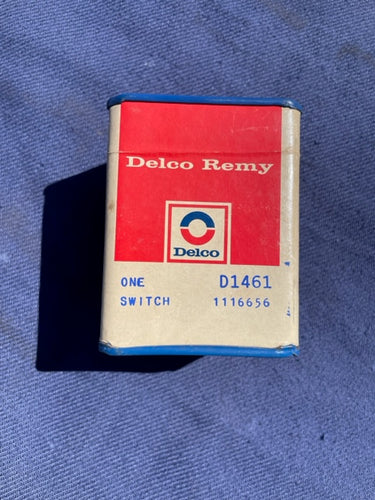 Delco Remy
Delco
ONE D1461
SWITCH 1116656